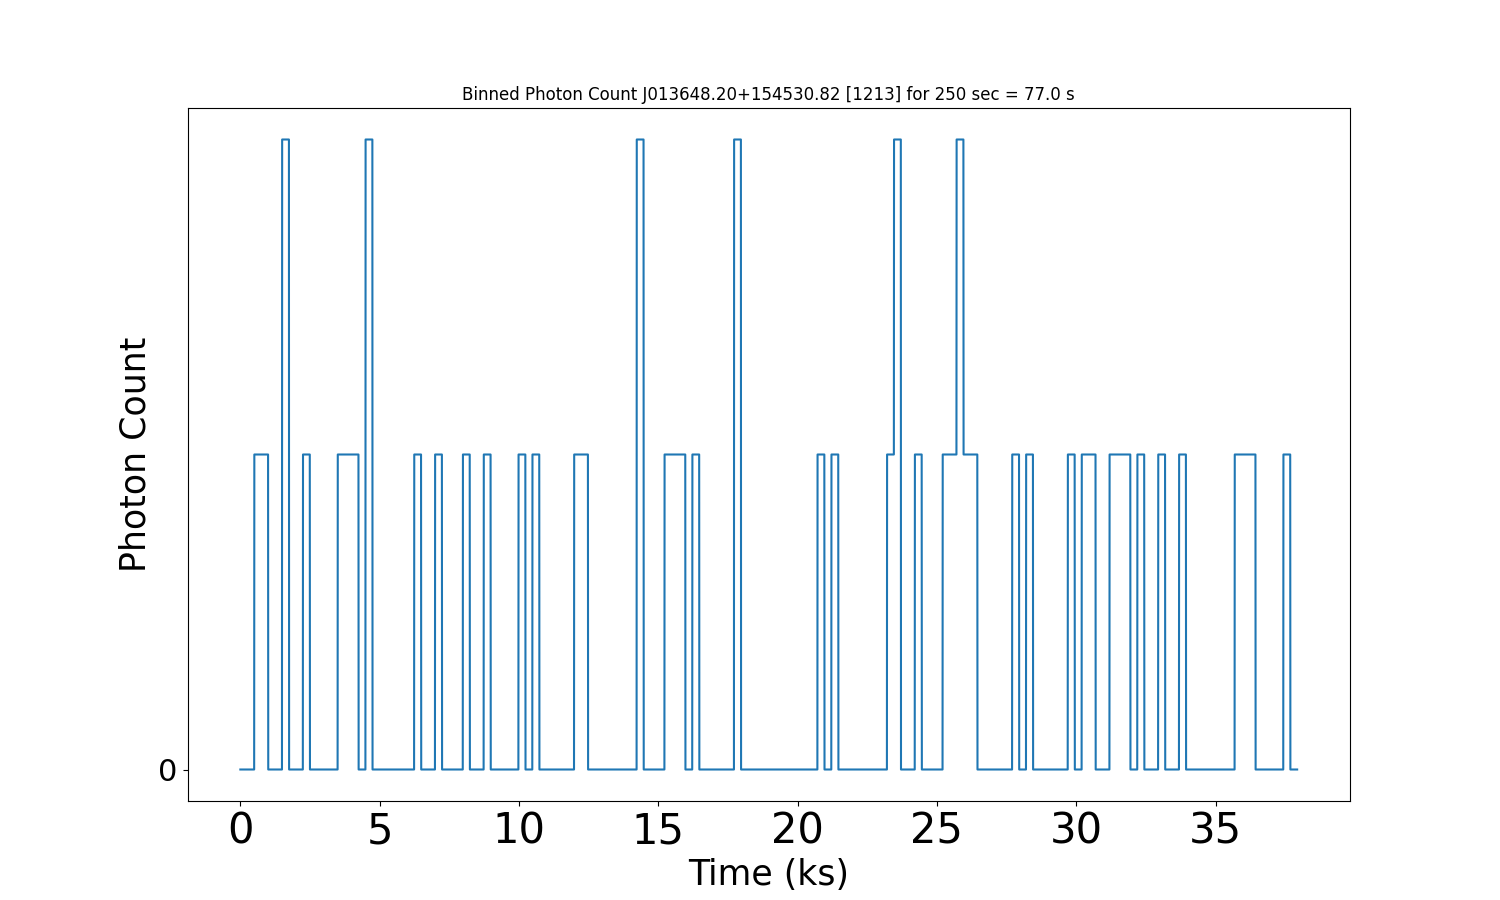 Binned Photon Count J013648.20+154530.82 [1213] for 250 sec = 77.0 s
Photon Count
0
0 5 10 15 20 25 30 35
Time (ks)